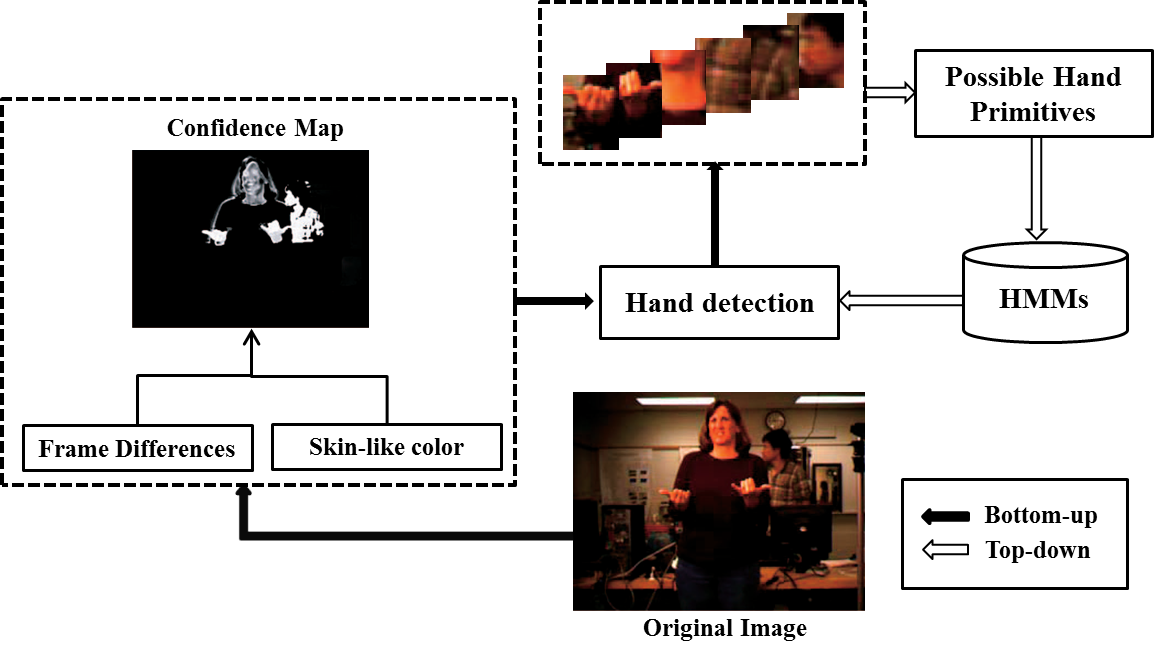 Possible Hand
Primitives
Confidence Map
Hand detection
HMMs
Frame Differences
Skin-like color
Bottom-up
Top-down
Original Image